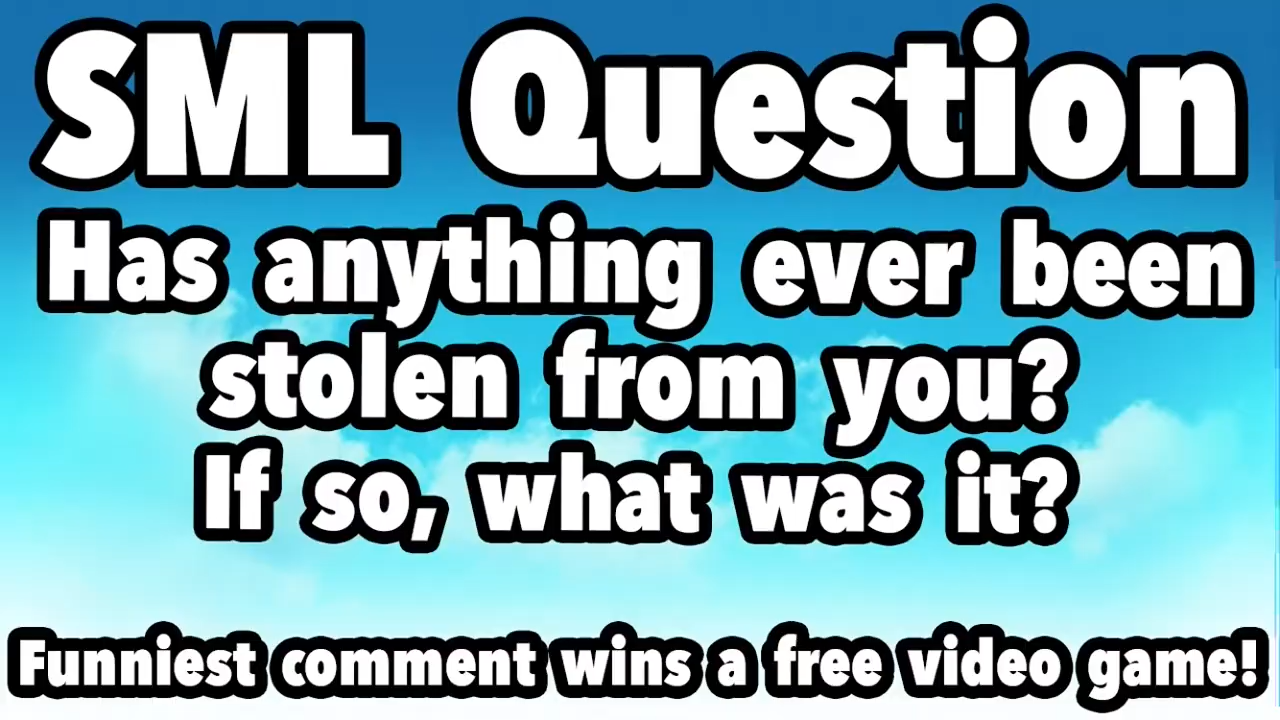 SML Question
Has anything ever been
stolen from you?
If so, what was it?
Funniest comment wins a free video game!